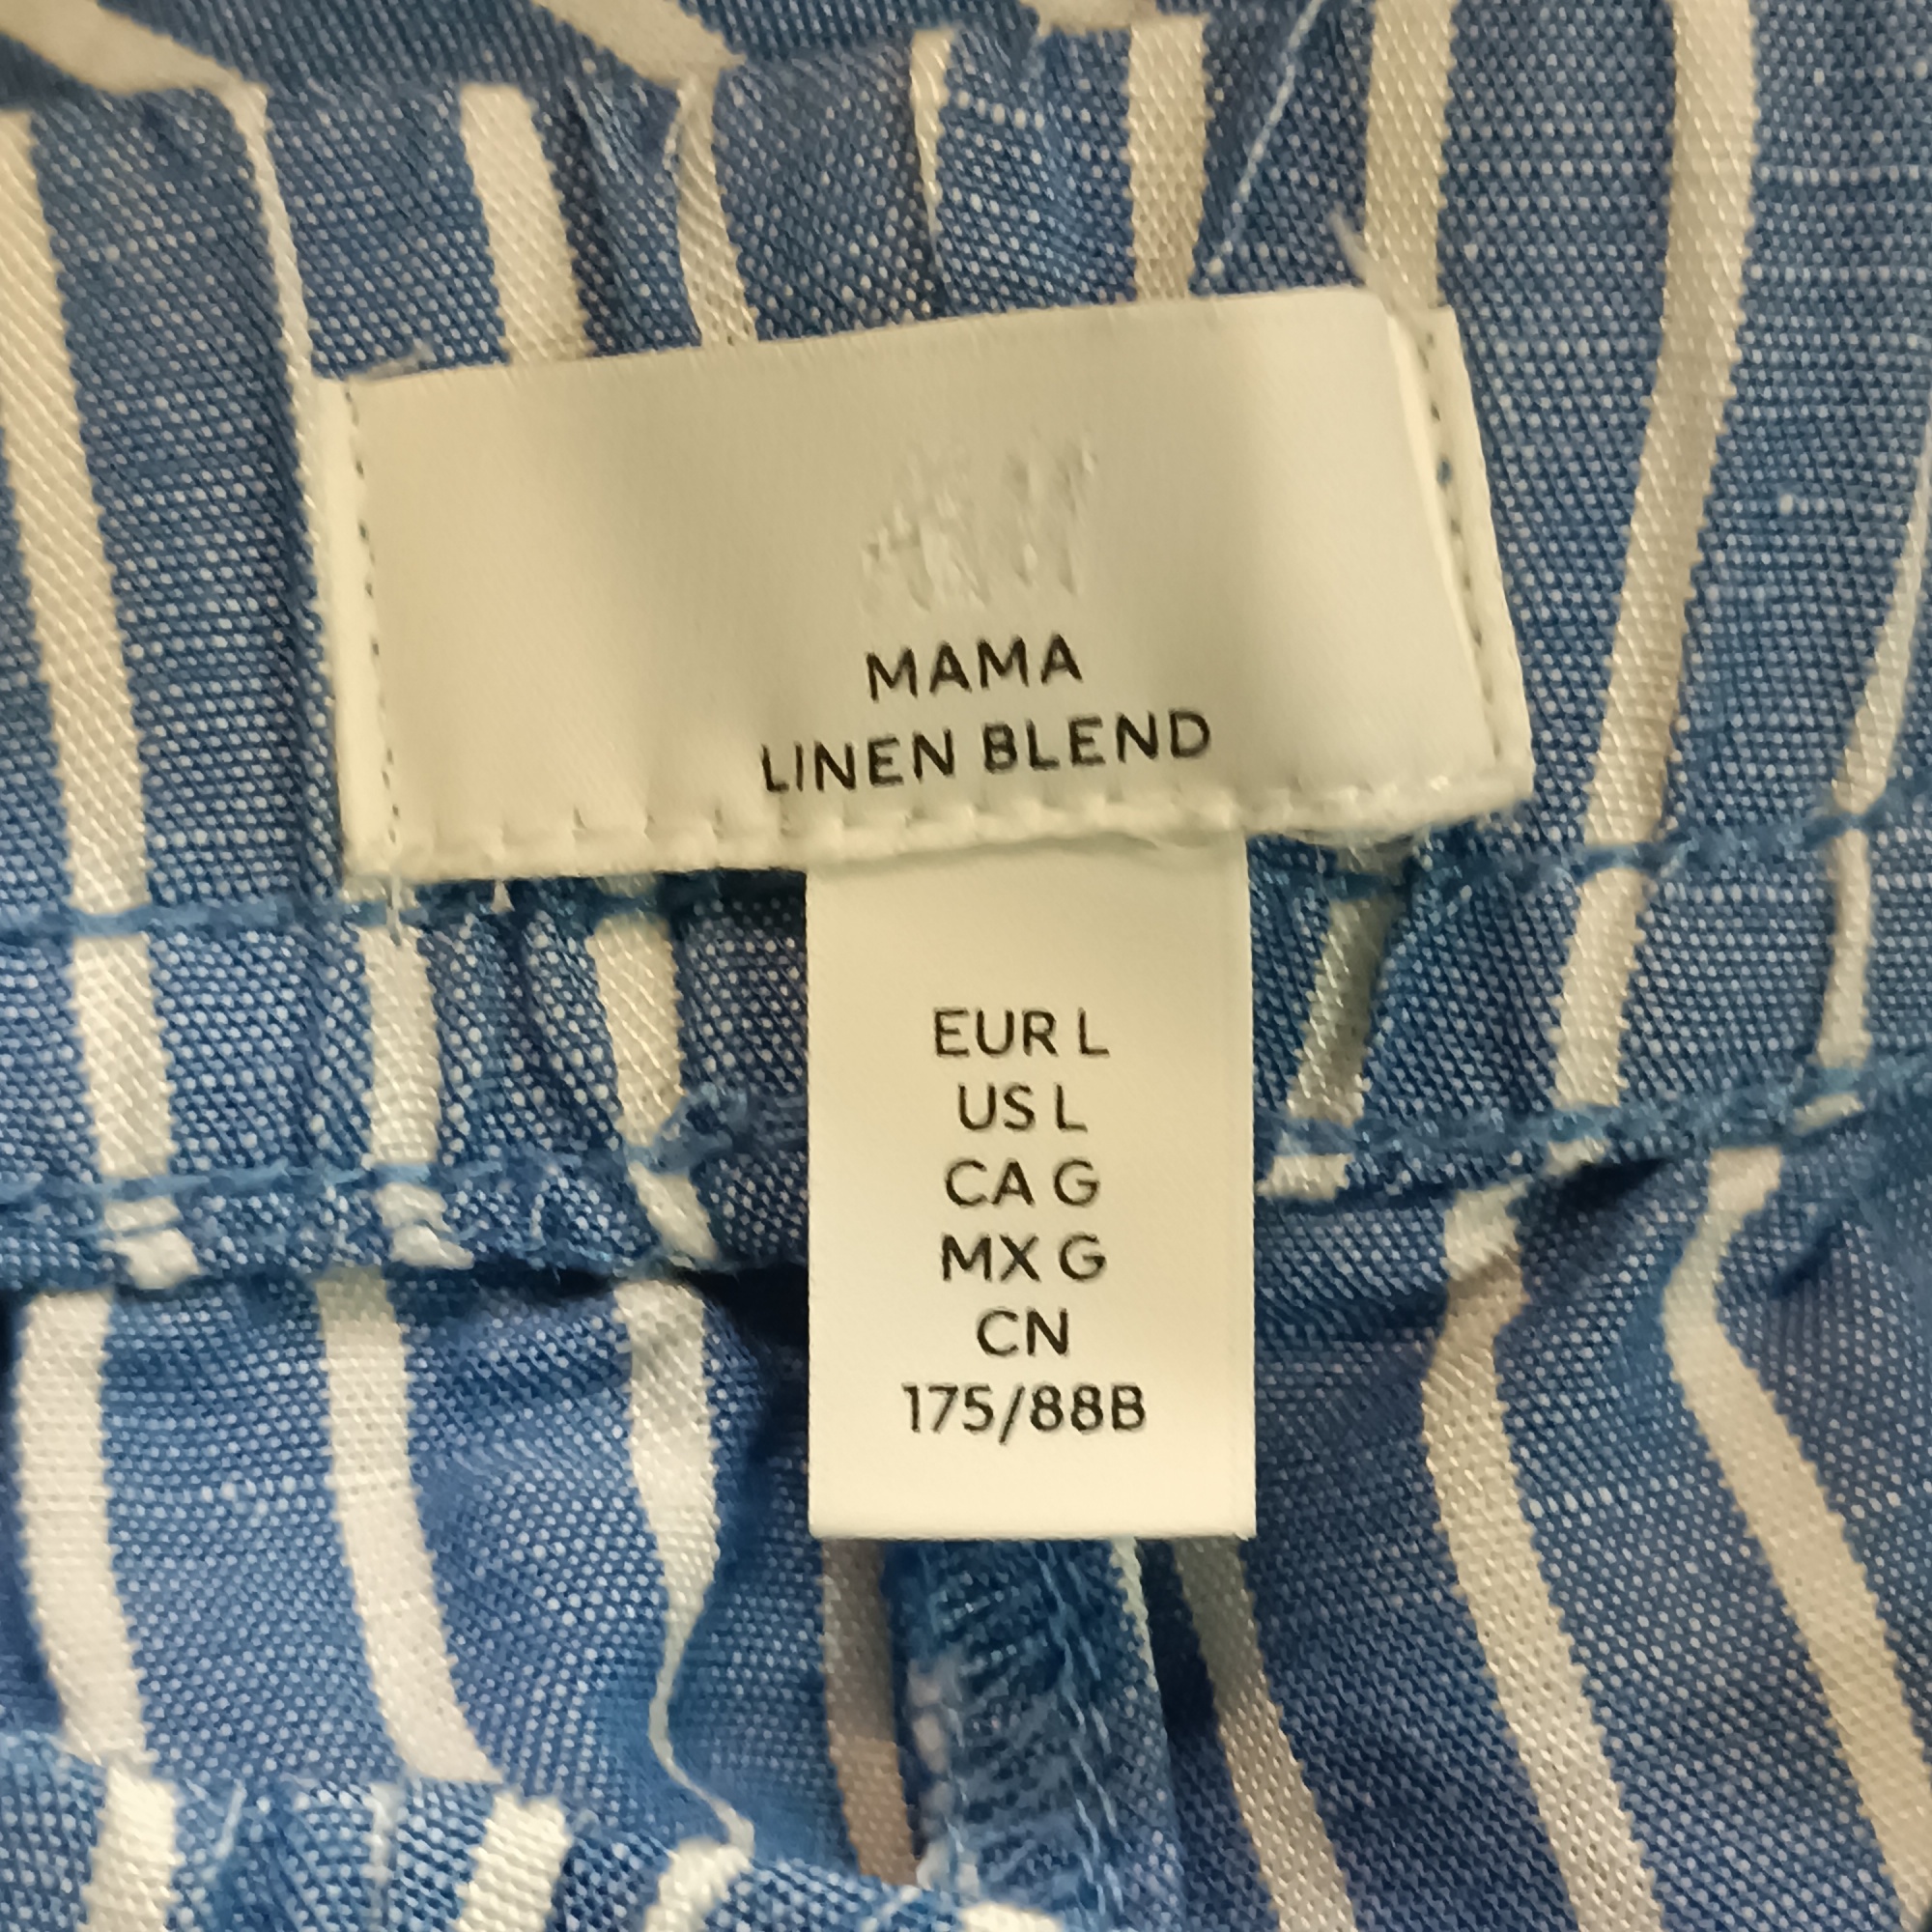 H&M
MAMA
LINEN BLEND
EUR L
US L
CA G
MX G
CN
175/88B